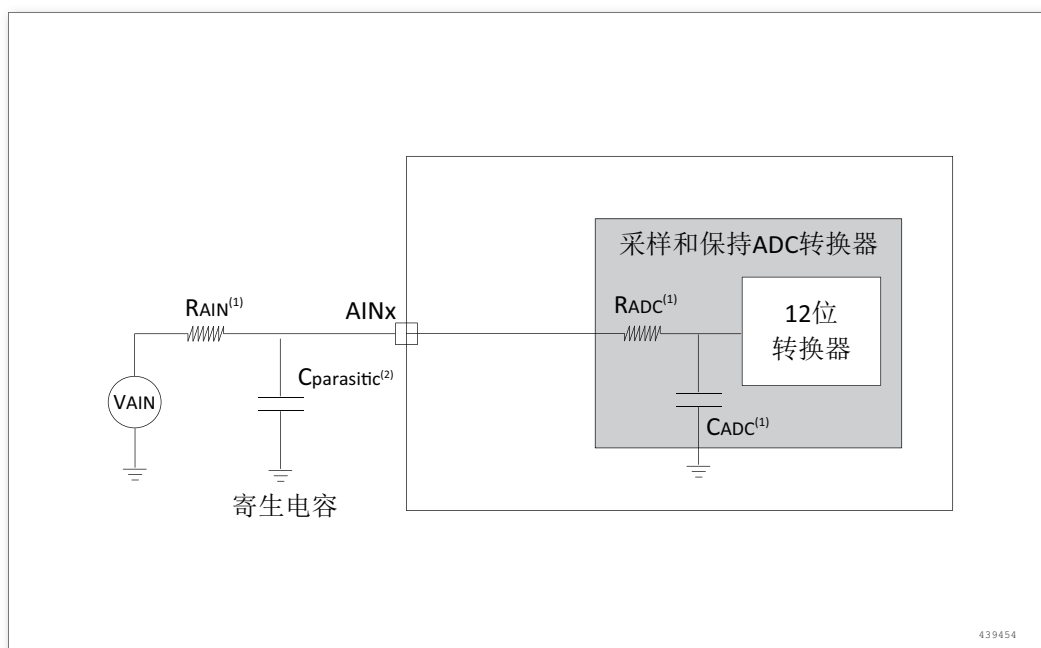 采样和保持ADC转换器
RAIN(1)
AINx
RADC(1)
12位
转换器
Cparasitic(2)
VAIN
CADC(1)
寄生电容
439454